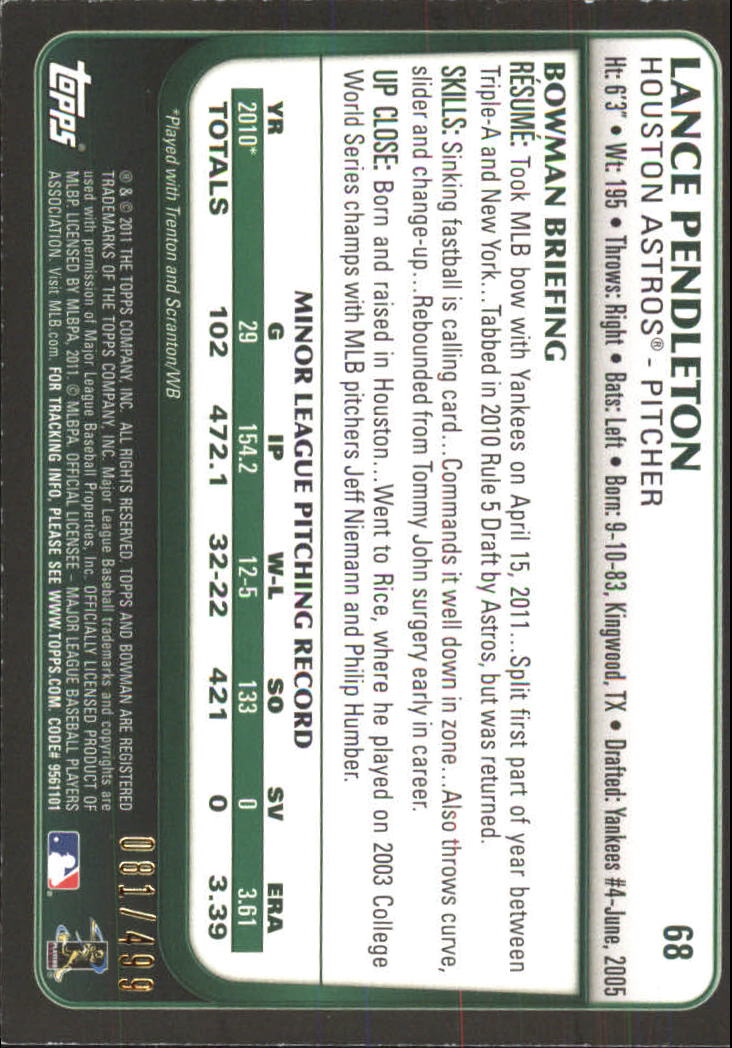 68
LANCE PENDLETON
HOUSTON ASTROS® - PITCHER
Ht: 6'3" • Wt: 195 • Throws: Right • Bats: Left • Born: 9-10-83, Kingwood, TX • Drafted: Yankees #4-June, 2005
BOWMAN BRIEFING
RÉSUMÉ: Took MLB bow with Yankees on April 15, 2011...Split first part of year between
Triple-A and New York...Tabbed in 2010 Rule 5 Draft by Astros, but was returned.
SKILLS: Sinking fastball is calling card...Commands it well down in zone...Also throws curve,
slider and change-up...Rebounded from Tommy John surgery early in career.
UP CLOSE: Born and raised in Houston...Went to Rice, where he played on 2003 College
World Series champs with MLB pitchers Jeff Niemann and Philip Humber.
MINOR LEAGUE PITCHING RECORD
YR G IP W-L SO SV ERA
2010* 29 154.2 12-5 133 0 3.61
TOTALS 102 472.1 32-22 421 0 3.39
*Played with Trenton and Scranton/WB
081/499
topps®
® & © 2011 THE TOPPS COMPANY, INC. ALL RIGHTS RESERVED. TOPPS AND BOWMAN ARE REGISTERED
TRADEMARKS OF THE TOPPS COMPANY, INC. Major League Baseball trademarks and copyrights are
used with permission of Major League Baseball Properties, Inc. OFFICIALLY LICENSED PRODUCT OF
MLBP. LICENSED BY MLBPA, 2011. © MLBPA, OFFICIAL LICENSEE – MAJOR LEAGUE BASEBALL PLAYERS
ASSOCIATION. Visit MLB.com. FOR TRACKING INFO, PLEASE SEE WWW.TOPPS.COM CODE# 9561101